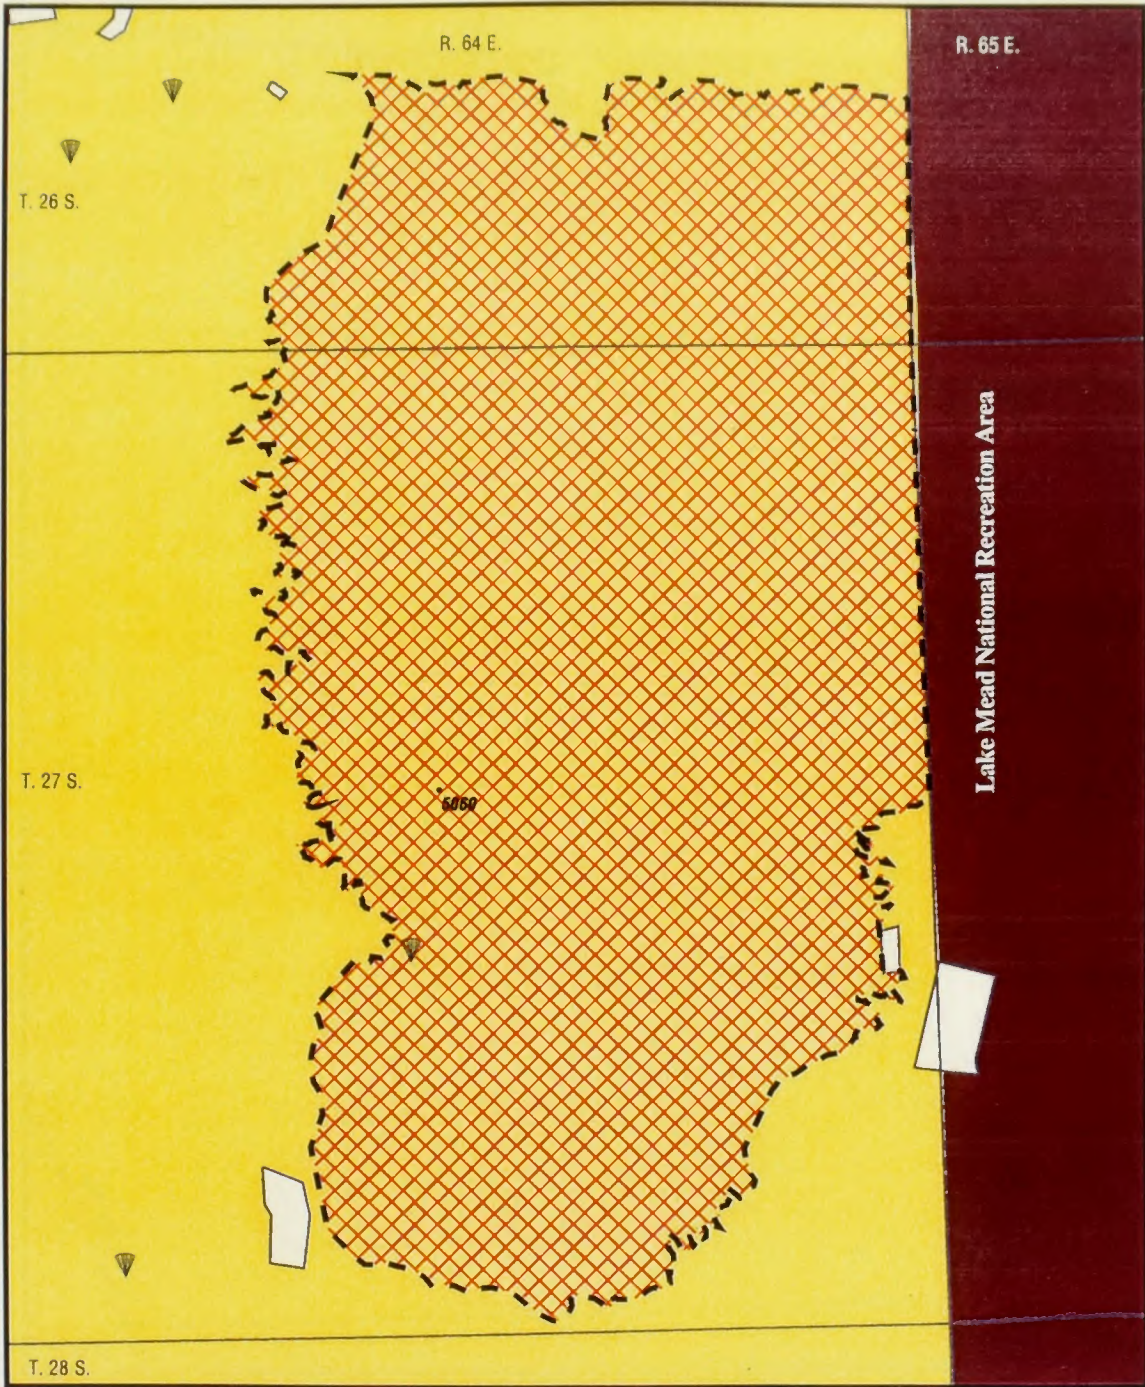 R. 64 E.
R. 65 E.
T. 26 S.
Lake Mead National Recreation Area
T. 27 S.
5060
T. 28 S.